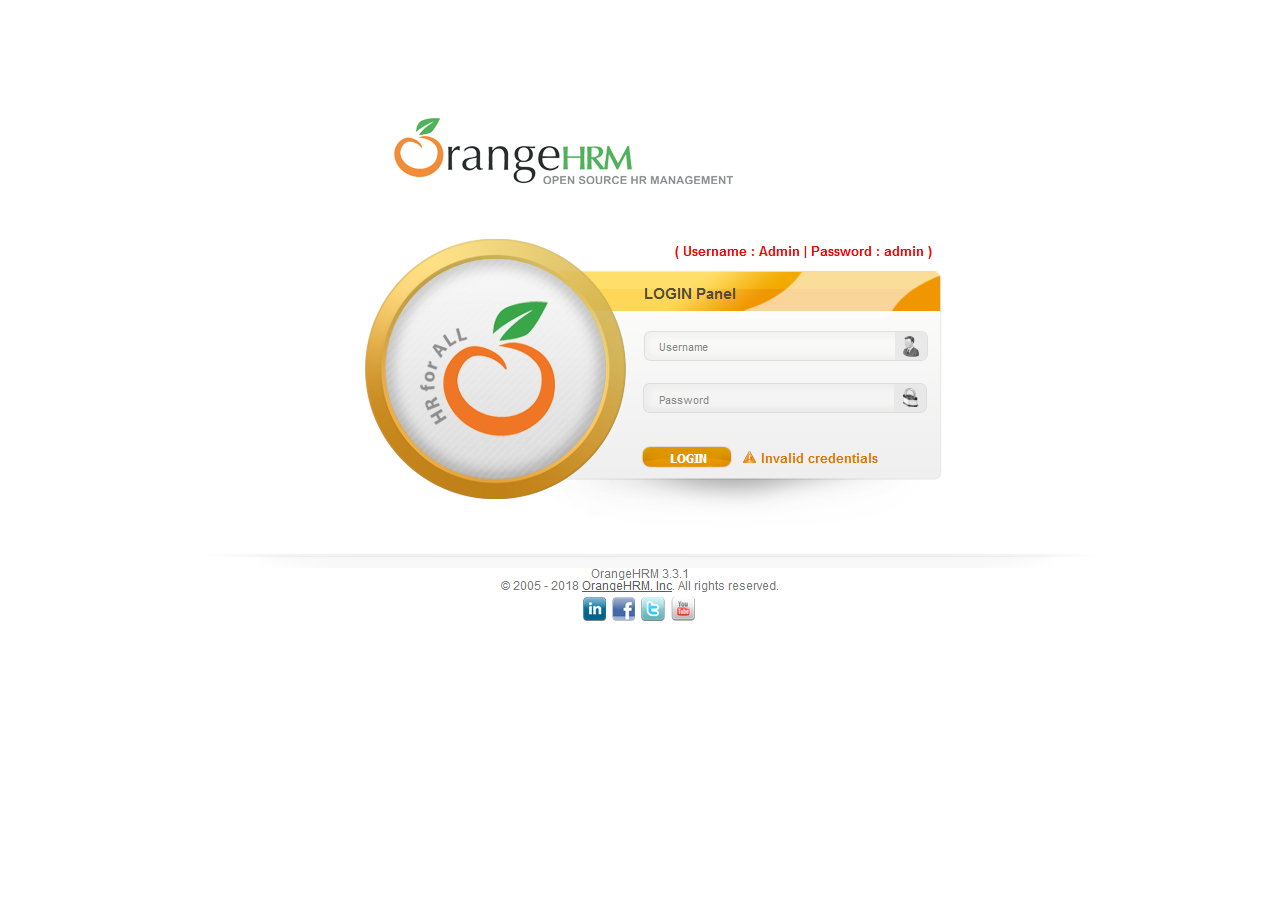 OrangeHRM
OPEN SOURCE HR MANAGEMENT
( Username : Admin | Password : admin )
LOGIN Panel
HR for ALL
Username
Password
LOGIN Invalid credentials
OrangeHRM 3.3.1
© 2005 - 2018 OrangeHRM, Inc. All rights reserved.
in f t You Tube